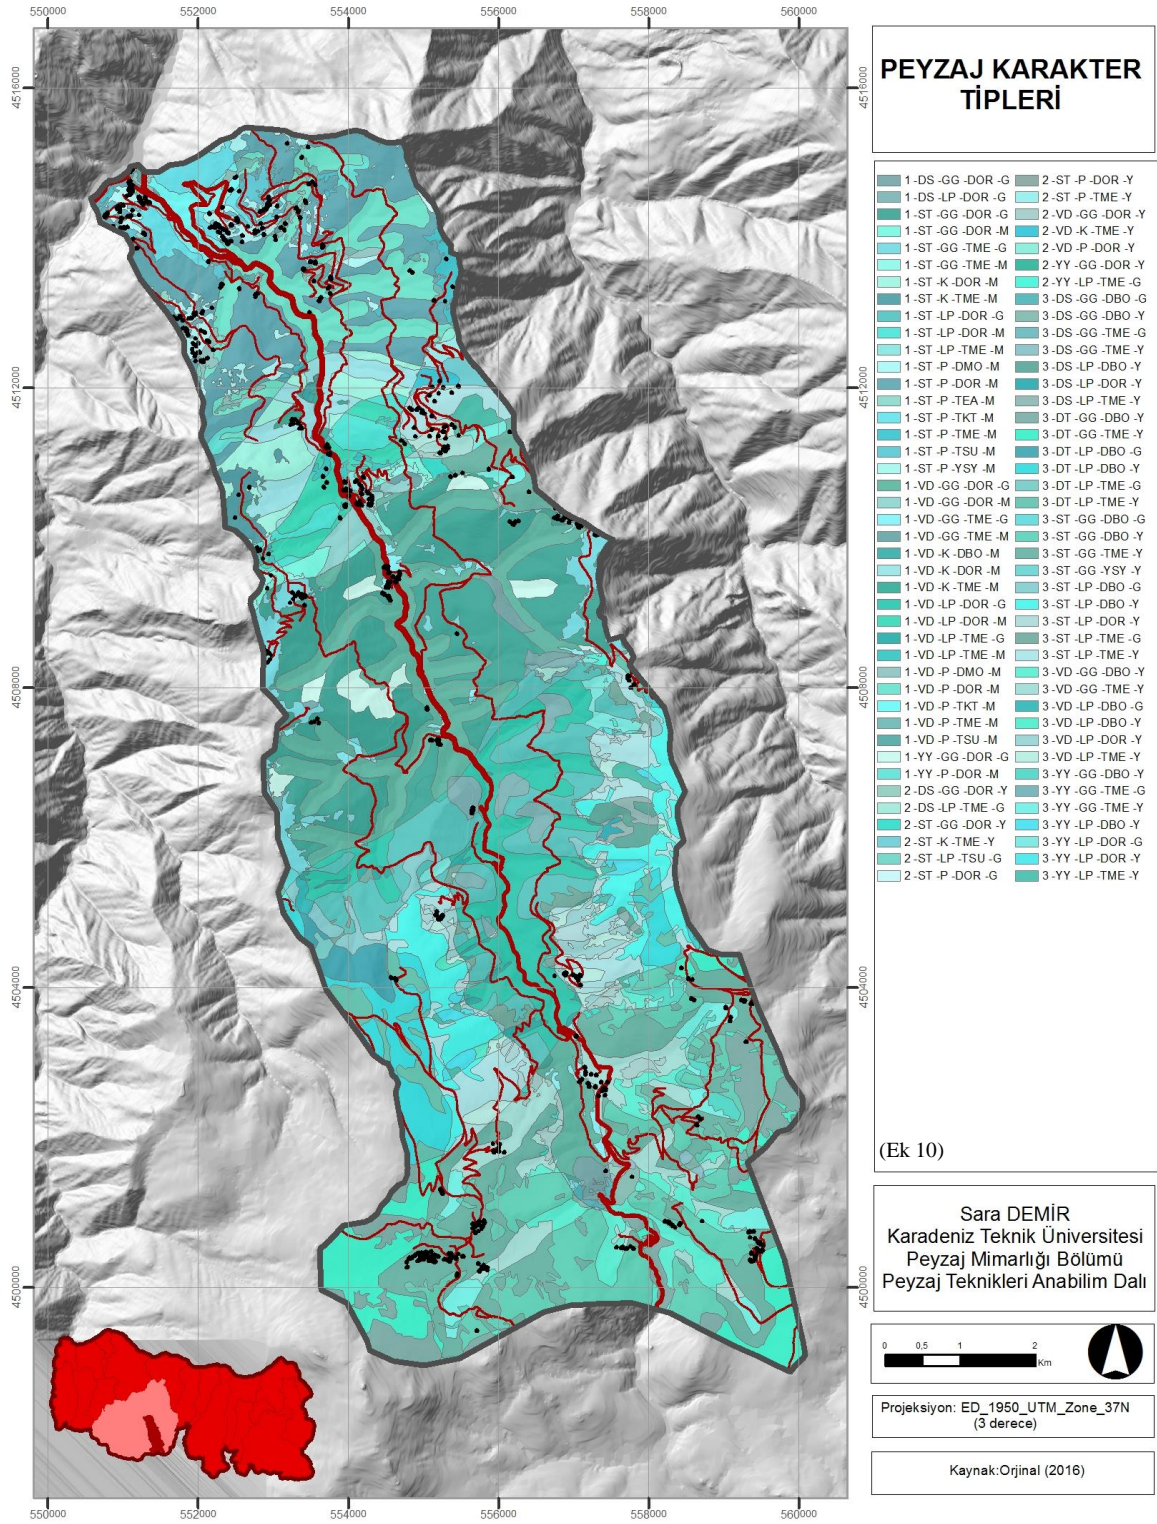 550000 552000 554000 556000 558000 560000
4516000 4516000
4512000 4512000
4508000 4508000
4504000 4504000
4500000 4500000
550000 552000 554000 556000 558000 560000
PEYZAJ KARAKTER
TİPLERİ
1-DS -GG -DOR -G
1-DS -LP -DOR -G
1-ST -GG -DOR -G
1-ST -GG -DOR -M
1-ST -GG -TME -G
1-ST -GG -TME -M
1-ST -K -DOR -M
1-ST -K -TME -M
1-ST -LP -DOR -G
1-ST -LP -DOR -M
1-ST -LP -TME -M
1-ST -P -DMO -M
1-ST -P -DOR -M
1-ST -P -TEA -M
1-ST -P -TKT -M
1-ST -P -TME -M
1-ST -P -TSU -M
1-ST -P -YSY -M
1-VD -GG -DOR -G
1-VD -GG -DOR -M
1-VD -GG -TME -G
1-VD -GG -TME -M
1-VD -K -DBO -M
1-VD -K -DOR -M
1-VD -K -TME -M
1-VD -LP -DOR -G
1-VD -LP -DOR -M
1-VD -LP -TME -G
1-VD -LP -TME -M
1-VD -P -DMO -M
1-VD -P -DOR -M
1-VD -P -TKT -M
1-VD -P -TME -M
1-VD -P -TSU -M
1-YY -GG -DOR -G
1-YY -P -DOR -M
2-DS -GG -DOR -Y
2-DS -LP -TME -G
2-ST -GG -DOR -Y
2-ST -K -TME -Y
2-ST -LP -TSU -G
2-ST -P -DOR -G
2-ST -P -DOR -Y
2-ST -P -TME -Y
2-VD -GG -DOR -Y
2-VD -K -TME -Y
2-VD -P -DOR -Y
2-YY -GG -DOR -Y
2-YY -LP -TME -G
3-DS -GG -DBO -G
3-DS -GG -DBO -Y
3-DS -GG -TME -G
3-DS -GG -TME -Y
3-DS -LP -DBO -Y
3-DS -LP -DOR -Y
3-DS -LP -TME -Y
3-DT -GG -DBO -Y
3-DT -GG -TME -Y
3-DT -LP -DBO -G
3-DT -LP -DBO -Y
3-DT -LP -TME -G
3-DT -LP -TME -Y
3-ST -GG -DBO -G
3-ST -GG -DBO -Y
3-ST -GG -TME -Y
3-ST -GG -YSY -Y
3-ST -LP -DBO -G
3-ST -LP -DBO -Y
3-ST -LP -DOR -Y
3-ST -LP -TME -G
3-ST -LP -TME -Y
3-VD -GG -DBO -Y
3-VD -GG -TME -Y
3-VD -LP -DBO -G
3-VD -LP -DBO -Y
3-VD -LP -DOR -Y
3-VD -LP -TME -Y
3-YY -GG -DBO -Y
3-YY -GG -TME -G
3-YY -GG -TME -Y
3-YY -LP -DBO -Y
3-YY -LP -DOR -G
3-YY -LP -DOR -Y
3-YY -LP -TME -Y
(Ek 10)
Sara DEMİR
Karadeniz Teknik Üniversitesi
Peyzaj Mimarlığı Bölümü
Peyzaj Teknikleri Anabilim Dalı
0 0,5 1 2
Km
Projeksiyon: ED_1950_UTM_Zone_37N
(3 derece)
Kaynak:Orjinal (2016)